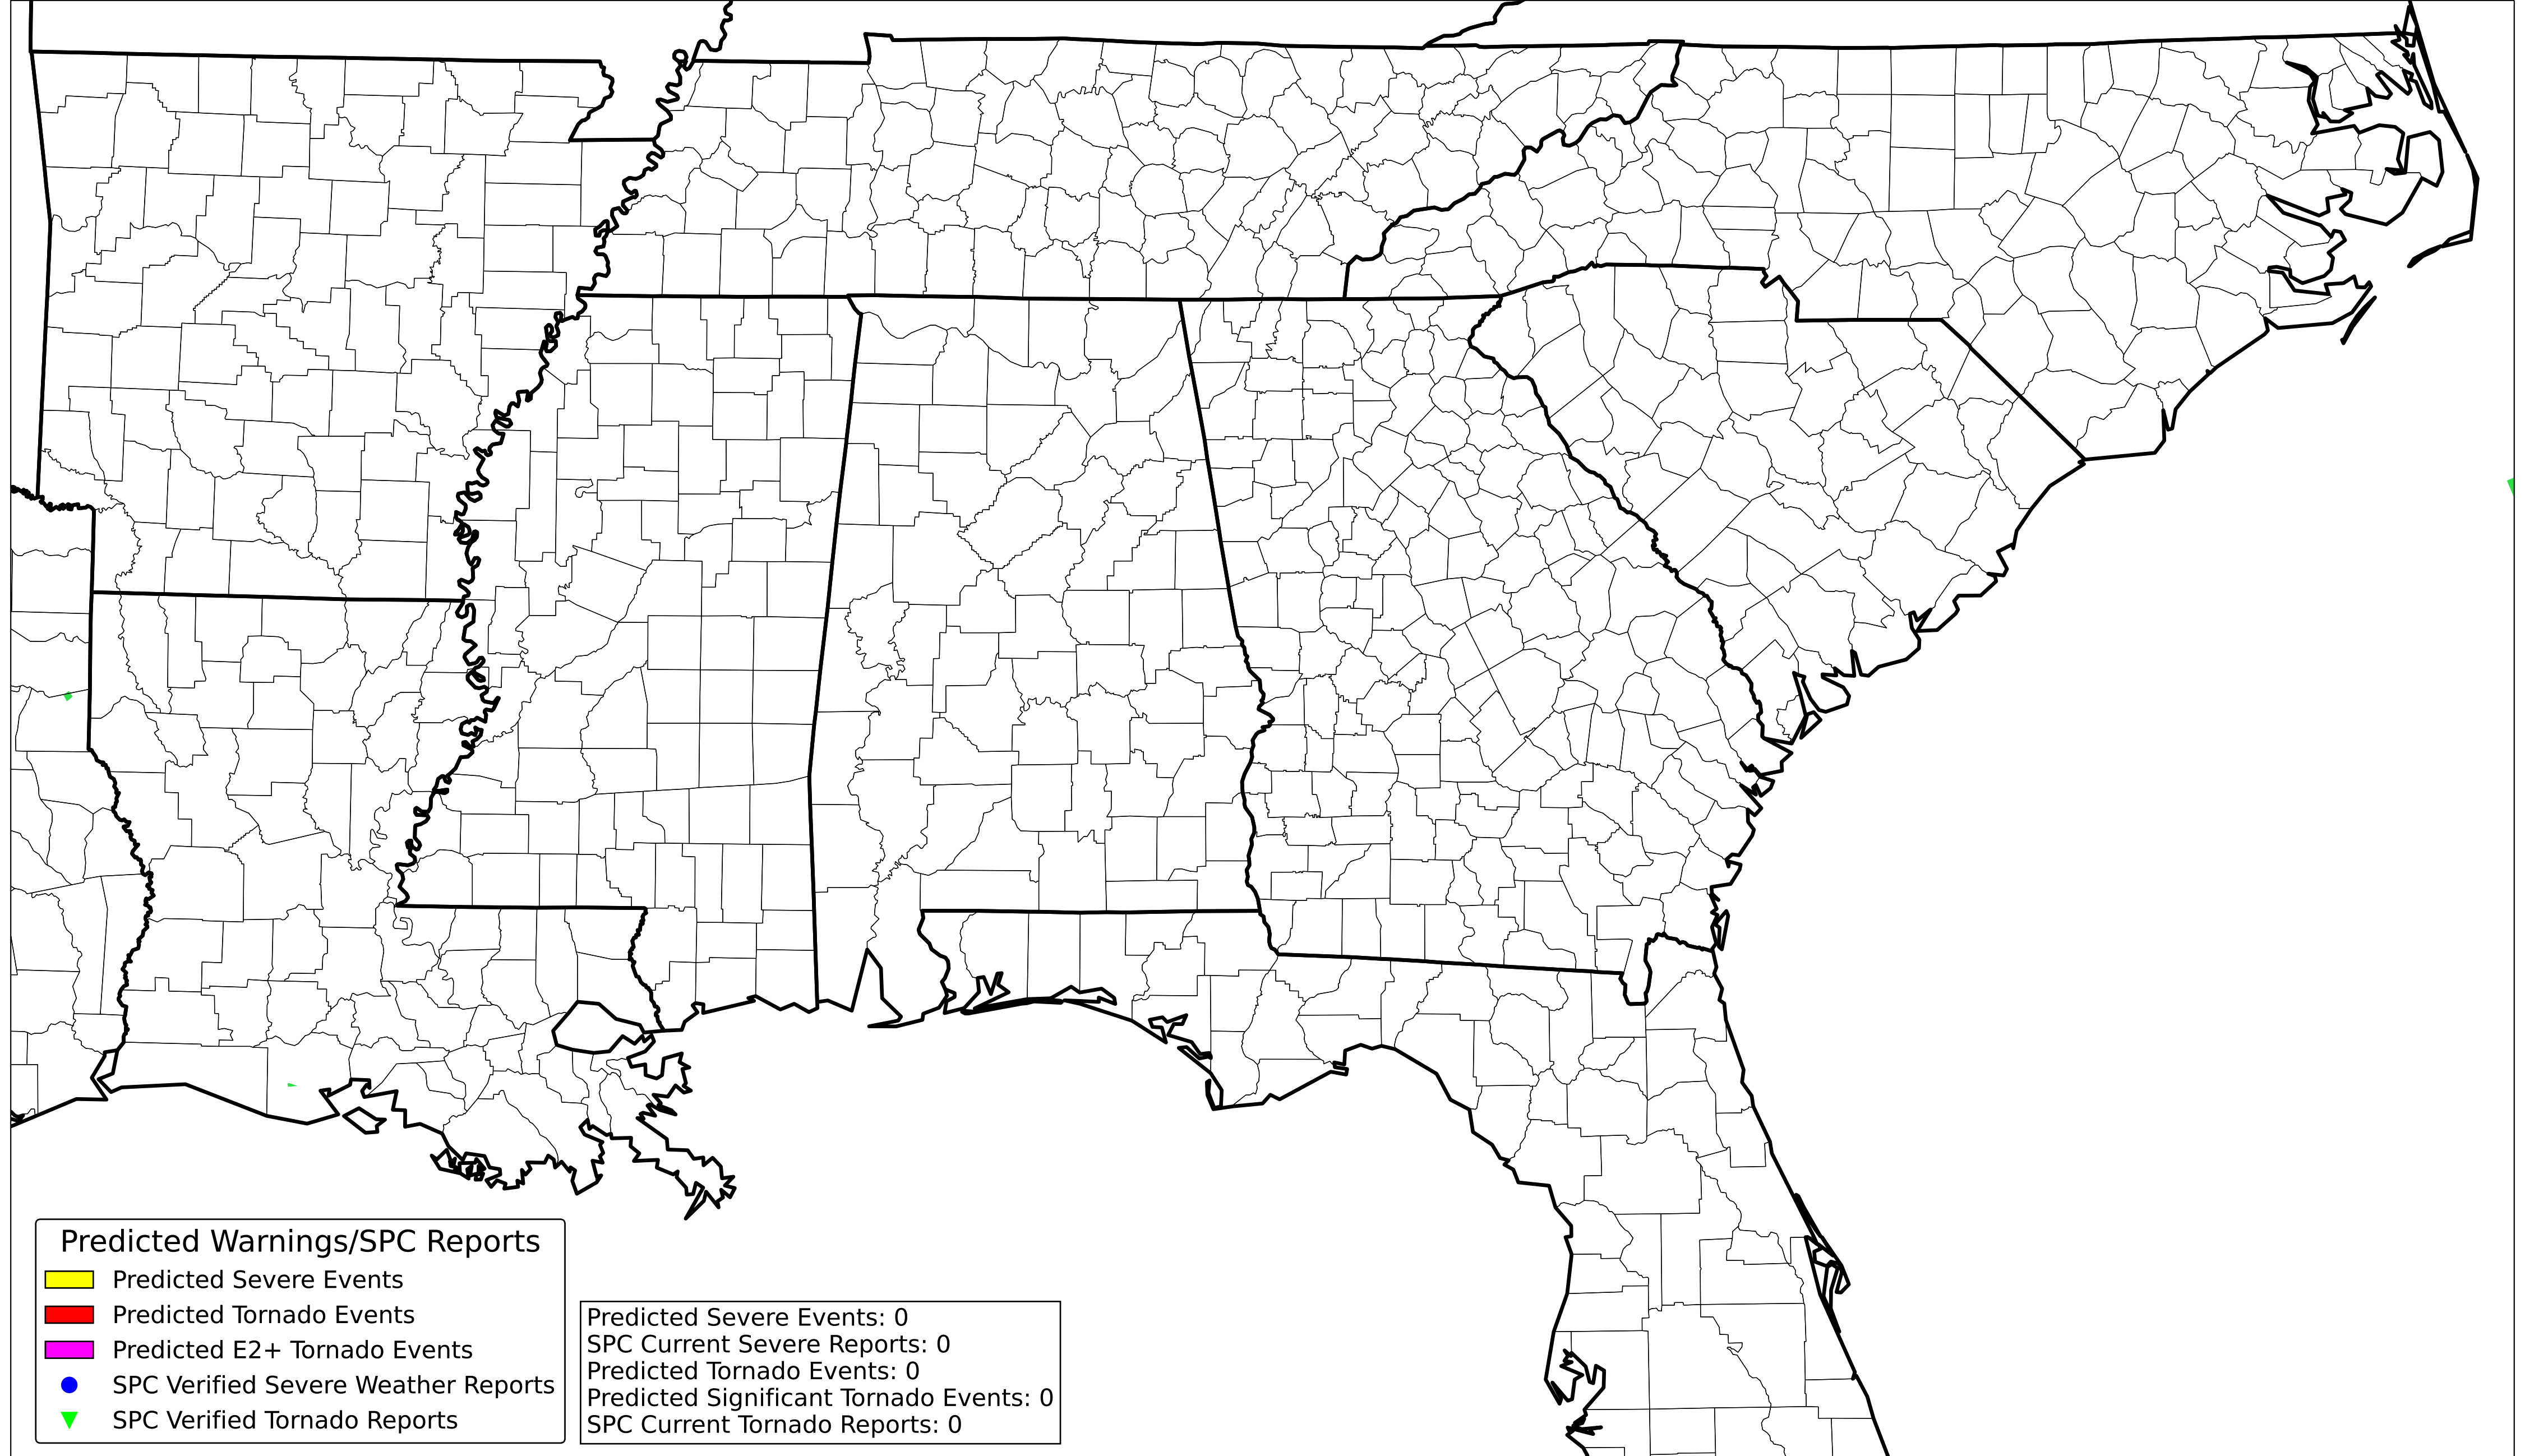 Predicted Warnings/SPC Reports
Predicted Severe Events
Predicted Tornado Events
Predicted E2+ Tornado Events
SPC Verified Severe Weather Reports
SPC Verified Tornado Reports
Predicted Severe Events: 0
SPC Current Severe Reports: 0
Predicted Tornado Events: 0
Predicted Significant Tornado Events: 0
SPC Current Tornado Reports: 0